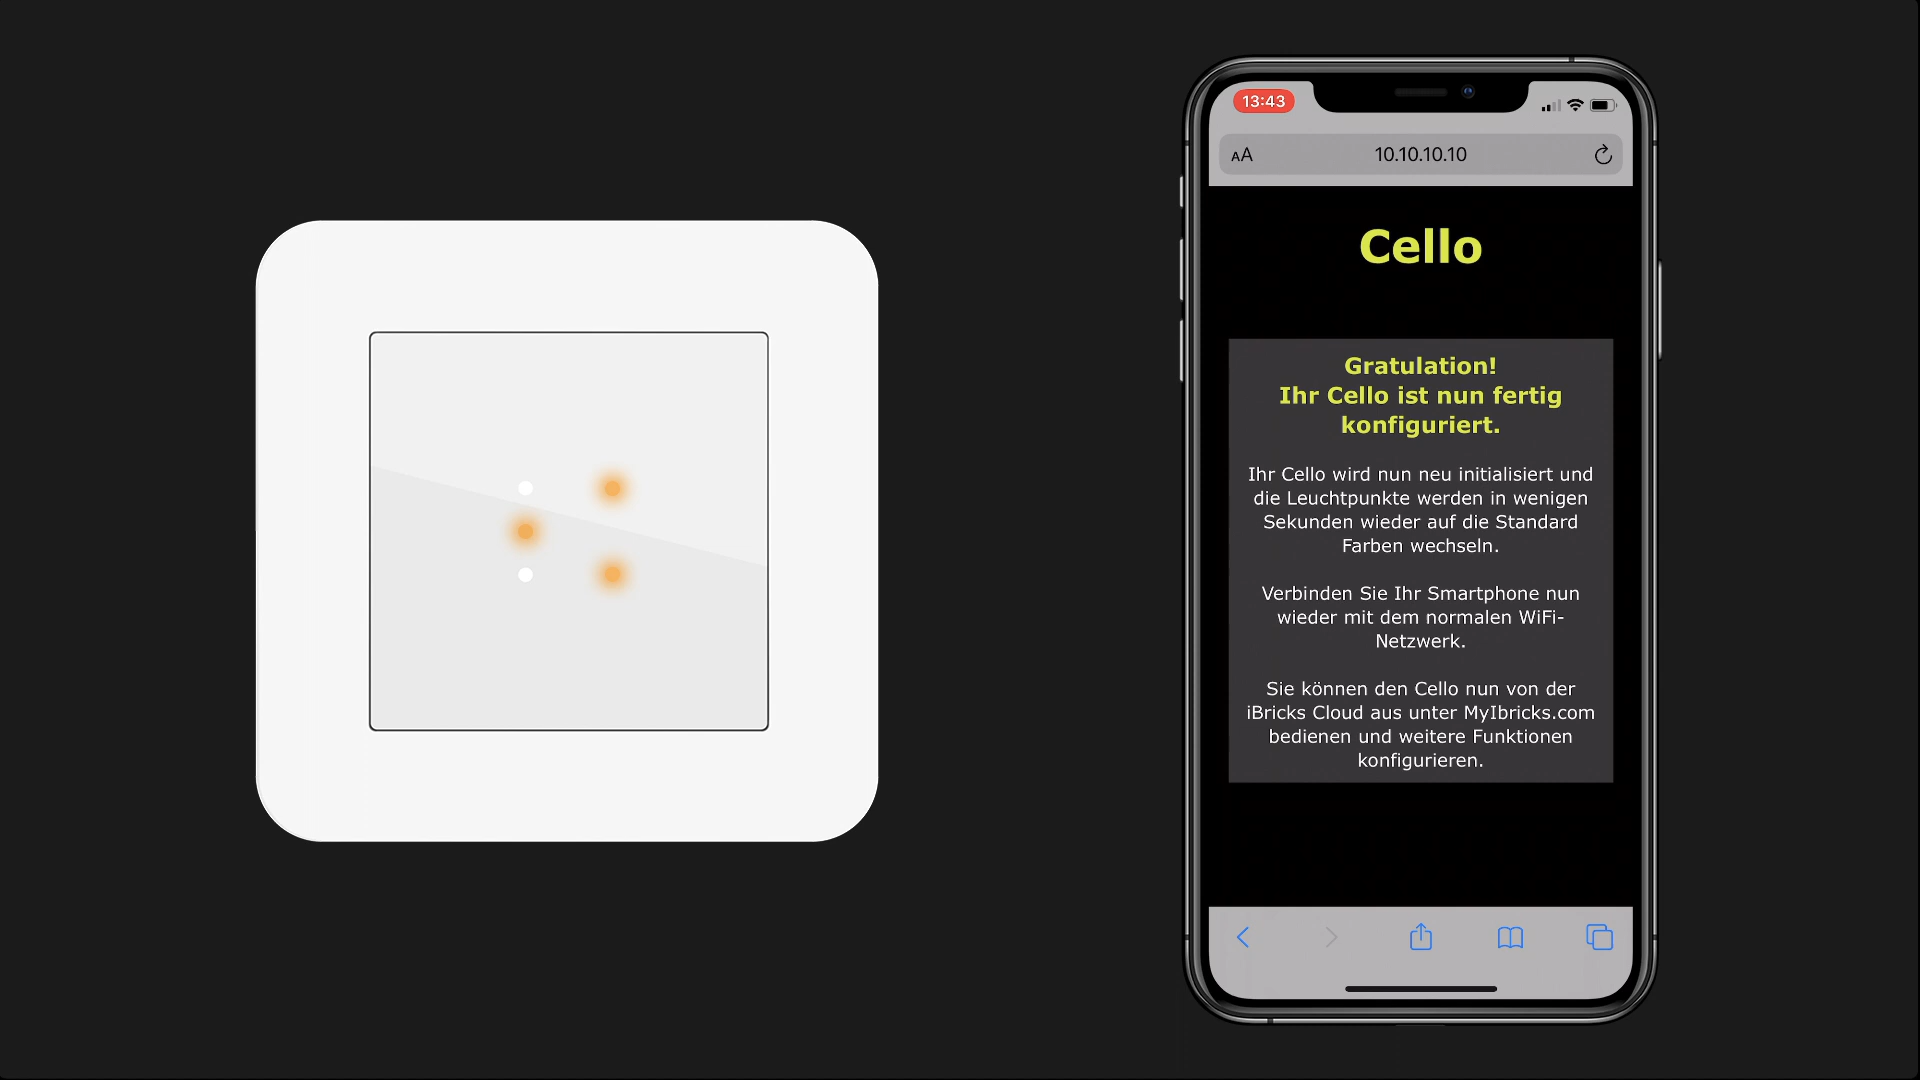 13:43
AA 10.10.10.10
Cello
Gratulation!
Ihr Cello ist nun fertig
konfiguriert.
Ihr Cello wird nun neu initialisiert und
die Leuchtpunkte werden in wenigen
Sekunden wieder auf die Standard
Farben wechseln.
Verbinden Sie Ihr Smartphone nun
wieder mit dem normalen WiFi-
Netzwerk.
Sie können den Cello nun von der
iBricks Cloud aus unter MyIbricks.com
bedienen und weitere Funktionen
konfigurieren.